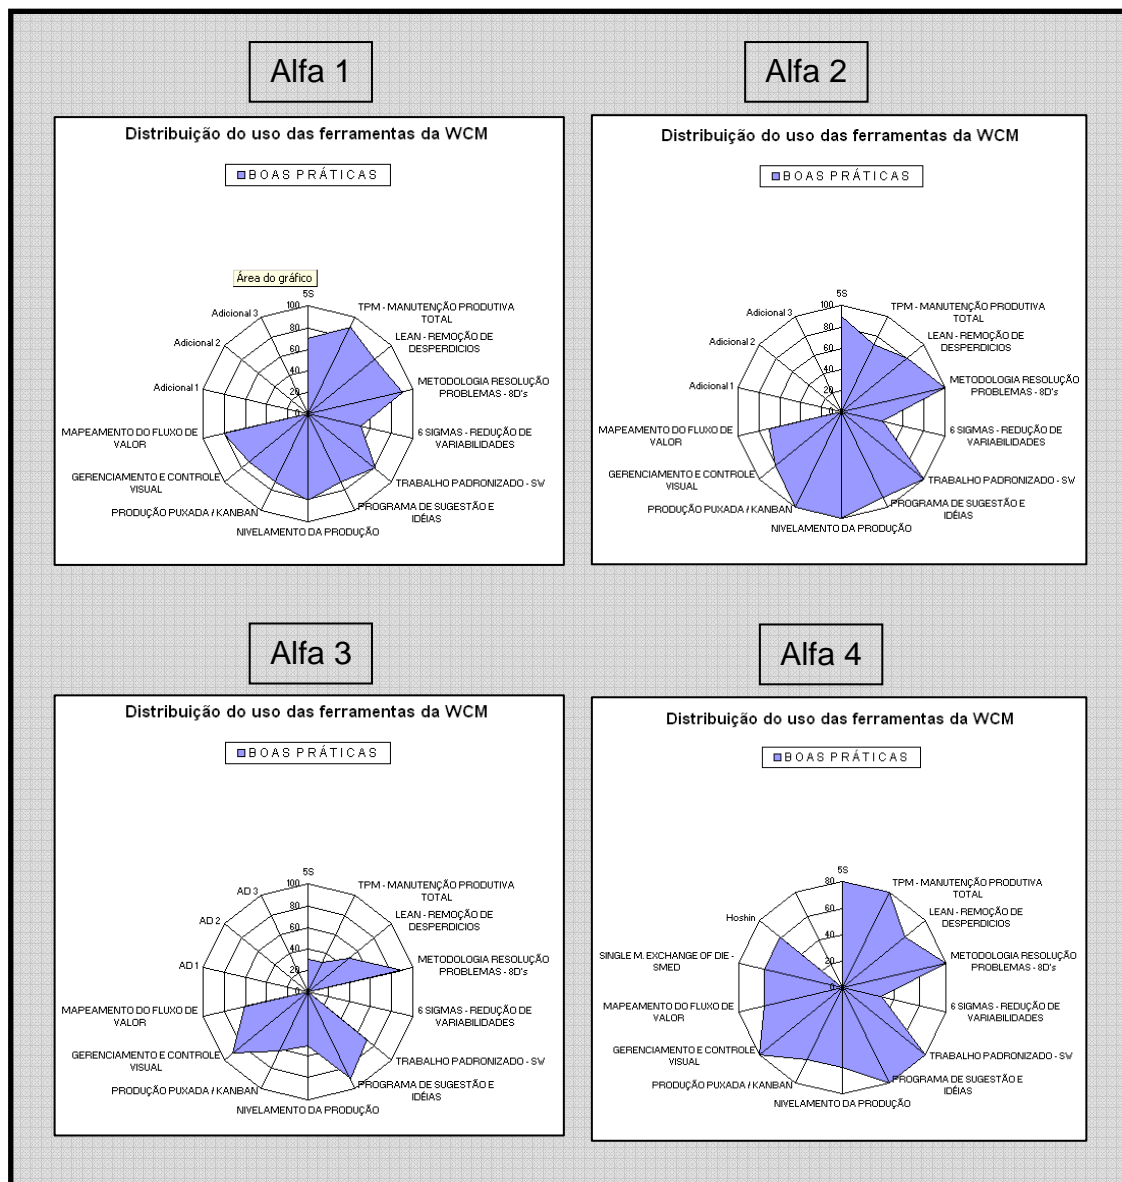 Alfa 1
Distribuição do uso das ferramentas da WCM
BOAS PRÁTICAS
Área do gráfico
5S
TPM - MANUTENÇÃO PRODUTIVA
TOTAL
LEAN - REMOÇÃO DE
DESPERDICIOS
METODOLOGIA RESOLUÇÃO
PROBLEMAS - 8D's
6 SIGMAS - REDUÇÃO DE
VARIABILIDADES
TRABALHO PADRONIZADO - SW
PROGRAMA DE SUGESTÃO E
IDÉIAS
NIVELAMENTO DA PRODUÇÃO
PRODUÇÃO PUXADA / KANBAN
GERENCIAMENTO E CONTROLE
VISUAL
MAPEAMENTO DO FLUXO DE
VALOR
Adicional 1
Adicional 2
Adicional 3
100
80
60
40
20
0
Alfa 2
Distribuição do uso das ferramentas da WCM
BOAS PRÁTICAS
5S
TPM - MANUTENÇÃO PRODUTIVA
TOTAL
LEAN - REMOÇÃO DE
DESPERDICIOS
METODOLOGIA RESOLUÇÃO
PROBLEMAS - 8D's
6 SIGMAS - REDUÇÃO DE
VARIABILIDADES
TRABALHO PADRONIZADO - SW
PROGRAMA DE SUGESTÃO E
IDÉIAS
NIVELAMENTO DA PRODUÇÃO
PRODUÇÃO PUXADA / KANBAN
GERENCIAMENTO E CONTROLE
VISUAL
MAPEAMENTO DO FLUXO DE
VALOR
Adicional 1
Adicional 2
Adicional 3
100
80
60
40
20
0
Alfa 3
Distribuição do uso das ferramentas da WCM
BOAS PRÁTICAS
5S
TPM - MANUTENÇÃO PRODUTIVA
TOTAL
LEAN - REMOÇÃO DE
DESPERDICIOS
METODOLOGIA RESOLUÇÃO
PROBLEMAS - 8D's
6 SIGMAS - REDUÇÃO DE
VARIABILIDADES
TRABALHO PADRONIZADO - SW
PROGRAMA DE SUGESTÃO E
IDÉIAS
NIVELAMENTO DA PRODUÇÃO
PRODUÇÃO PUXADA / KANBAN
GERENCIAMENTO E CONTROLE
VISUAL
MAPEAMENTO DO FLUXO DE
VALOR
AD 1
AD 2
AD 3
100
80
60
40
20
0
Alfa 4
Distribuição do uso das ferramentas da WCM
BOAS PRÁTICAS
5S
TPM - MANUTENÇÃO PRODUTIVA
TOTAL
LEAN - REMOÇÃO DE
DESPERDICIOS
METODOLOGIA RESOLUÇÃO
PROBLEMAS - 8D's
6 SIGMAS - REDUÇÃO DE
VARIABILIDADES
TRABALHO PADRONIZADO - SW
PROGRAMA DE SUGESTÃO E
IDÉIAS
NIVELAMENTO DA PRODUÇÃO
PRODUÇÃO PUXADA / KANBAN
GERENCIAMENTO E CONTROLE
VISUAL
MAPEAMENTO DO FLUXO DE
VALOR
SINGLE M. EXCHANGE OF DIE -
SMED
Hoshin
80
60
40
20
0